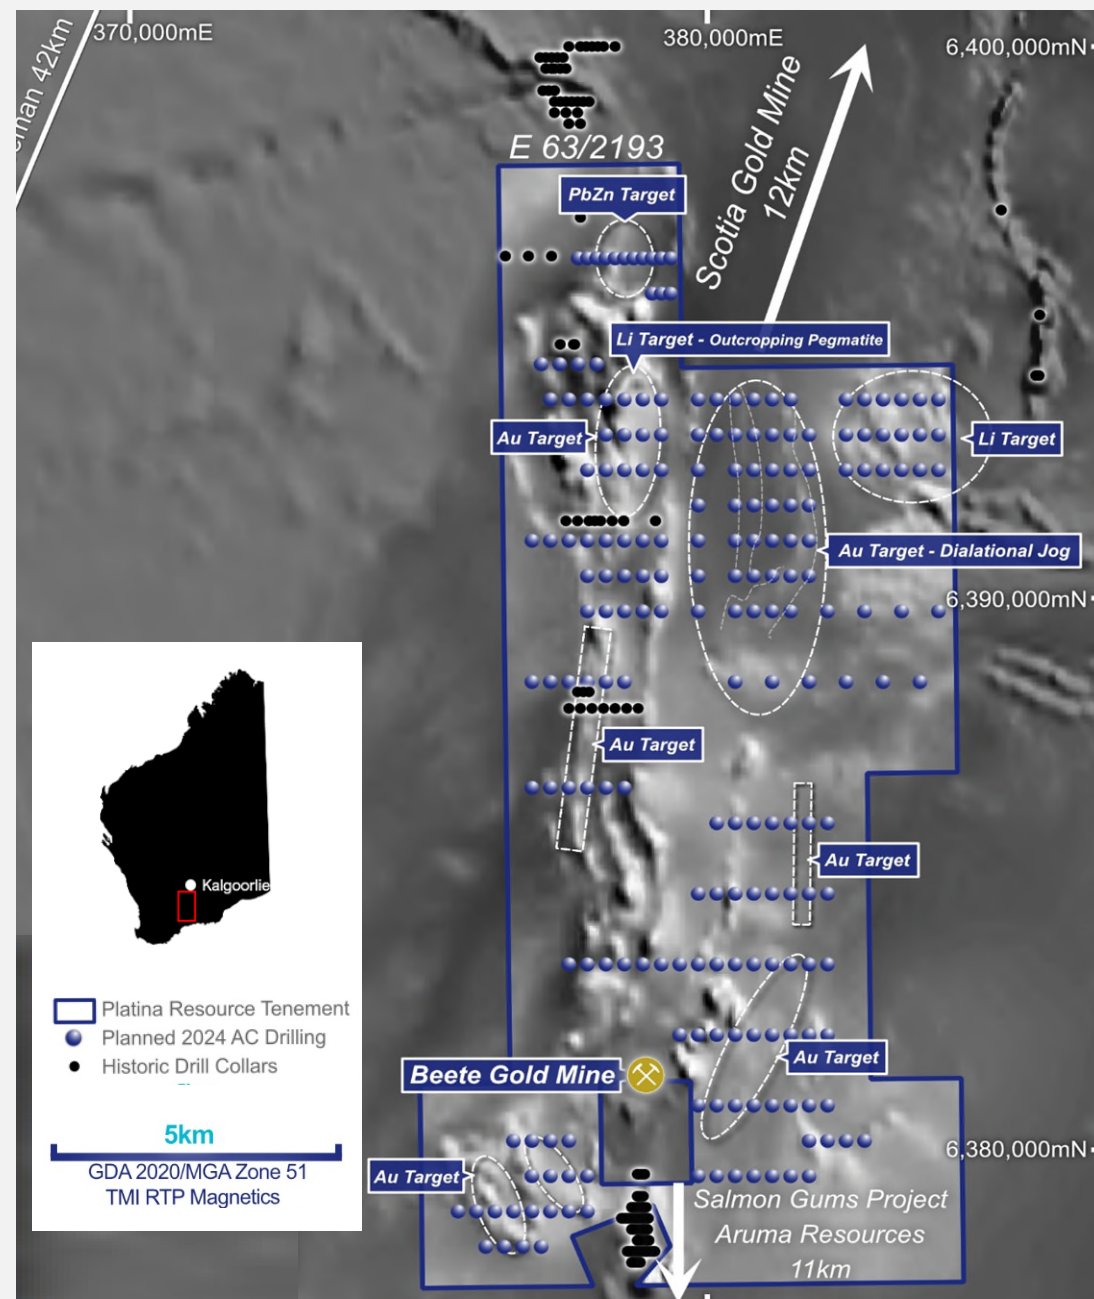 370,000mE
380,000mE
6,400,000mN
42km
E 63/2193
Scotia Gold Mine
12km
PbZn Target
Li Target - Outcropping Pegmatite
Au Target
Li Target
Au Target - Dialational Jog
6,390,000mN
Au Target
Au Target
Kalgoorlie
Platina Resource Tenement
Planned 2024 AC Drilling
Historic Drill Collars
5km
GDA 2020/MGA Zone 51
TMI RTP Magnetics
Au Target
Beete Gold Mine
6,380,000mN
Au Target
Salmon Gums Project
Aruma Resources
11km